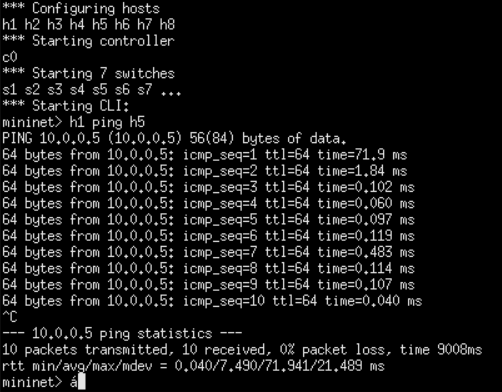 *** Configuring hosts
h1 h2 h3 h4 h5 h6 h7 h8
*** Starting controller
c0
*** Starting 7 switches
s1 s2 s3 s4 s5 s6 s7 ...
*** Starting CLI:
mininet> h1 ping h5
PING 10.0.0.5 (10.0.0.5) 56(84) bytes of data.
64 bytes from 10.0.0.5: icmp_seq=1 ttl=64 time=71.9 ms
64 bytes from 10.0.0.5: icmp_seq=2 ttl=64 time=1.84 ms
64 bytes from 10.0.0.5: icmp_seq=3 ttl=64 time=0.102 ms
64 bytes from 10.0.0.5: icmp_seq=4 ttl=64 time=0.060 ms
64 bytes from 10.0.0.5: icmp_seq=5 ttl=64 time=0.097 ms
64 bytes from 10.0.0.5: icmp_seq=6 ttl=64 time=0.119 ms
64 bytes from 10.0.0.5: icmp_seq=7 ttl=64 time=0.483 ms
64 bytes from 10.0.0.5: icmp_seq=8 ttl=64 time=0.114 ms
64 bytes from 10.0.0.5: icmp_seq=9 ttl=64 time=0.107 ms
64 bytes from 10.0.0.5: icmp_seq=10 ttl=64 time=0.040 ms
^C
--- 10.0.0.5 ping statistics ---
10 packets transmitted, 10 received, 0% packet loss, time 9008ms
rtt min/avg/max/mdev = 0.040/7.490/71.941/21.489 ms
mininet> á